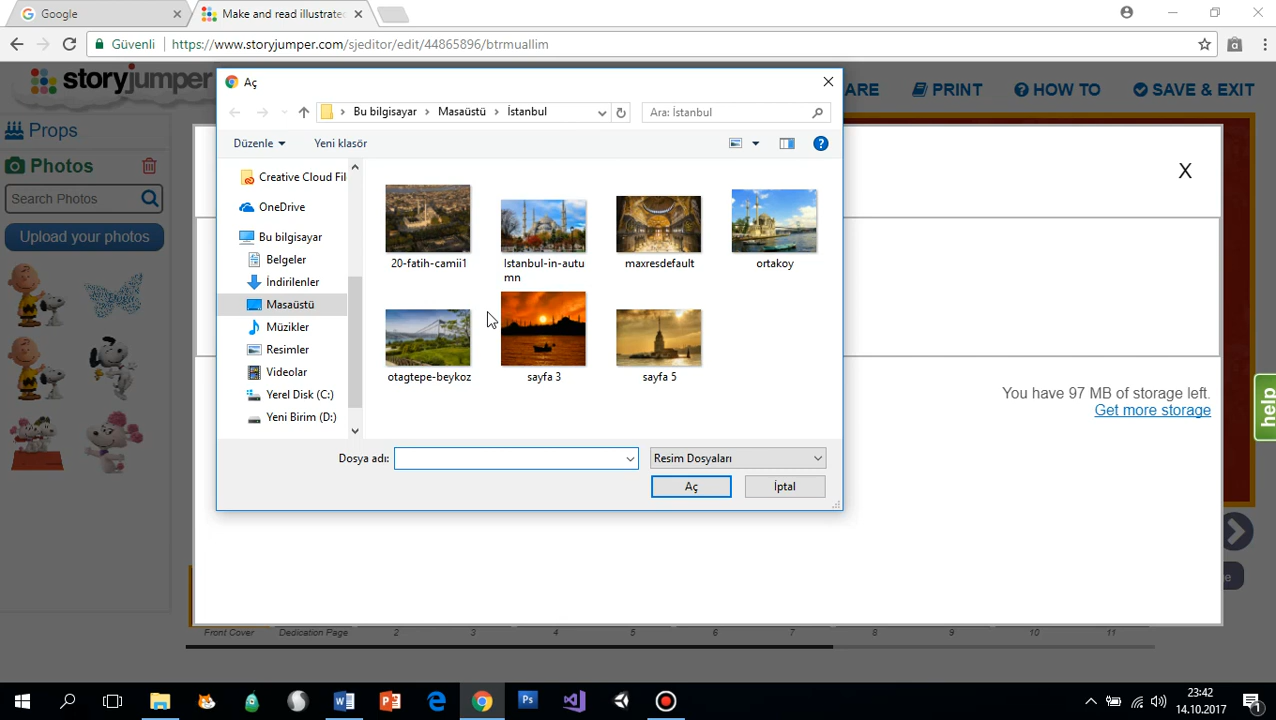 Google
Make and read illustrate
Güvenli
https://www.storyjumper.com/sjeditor/edit/44865896/btrmuallim
storyjumper
ARE
PRINT
HOW TO
SAVE & EXIT
Props
Photos
Search Photos
Upload your photos
Aç
Bu bilgisayar
Masaüstü
İstanbul
Ara: İstanbul
Düzenle
Yeni klasör
Creative Cloud Fil
OneDrive
Bu bilgisayar
Belgeler
İndirilenler
Masaüstü
Müzikler
Resimler
Videolar
Yerel Disk (C:)
Yeni Birim (D:)
20-fatih-camii1
Istanbul-in-autu
mn
maxresdefault
ortakoy
otagtepe-beykoz
sayfa 3
sayfa 5
Dosya adı:
Resim Dosyaları
Aç
İptal
X
You have 97 MB of storage left.
Get more storage
help
Front Cover
Dedication Page
2
3
4
5
6
7
8
9
10
11
23:42
14.10.2017